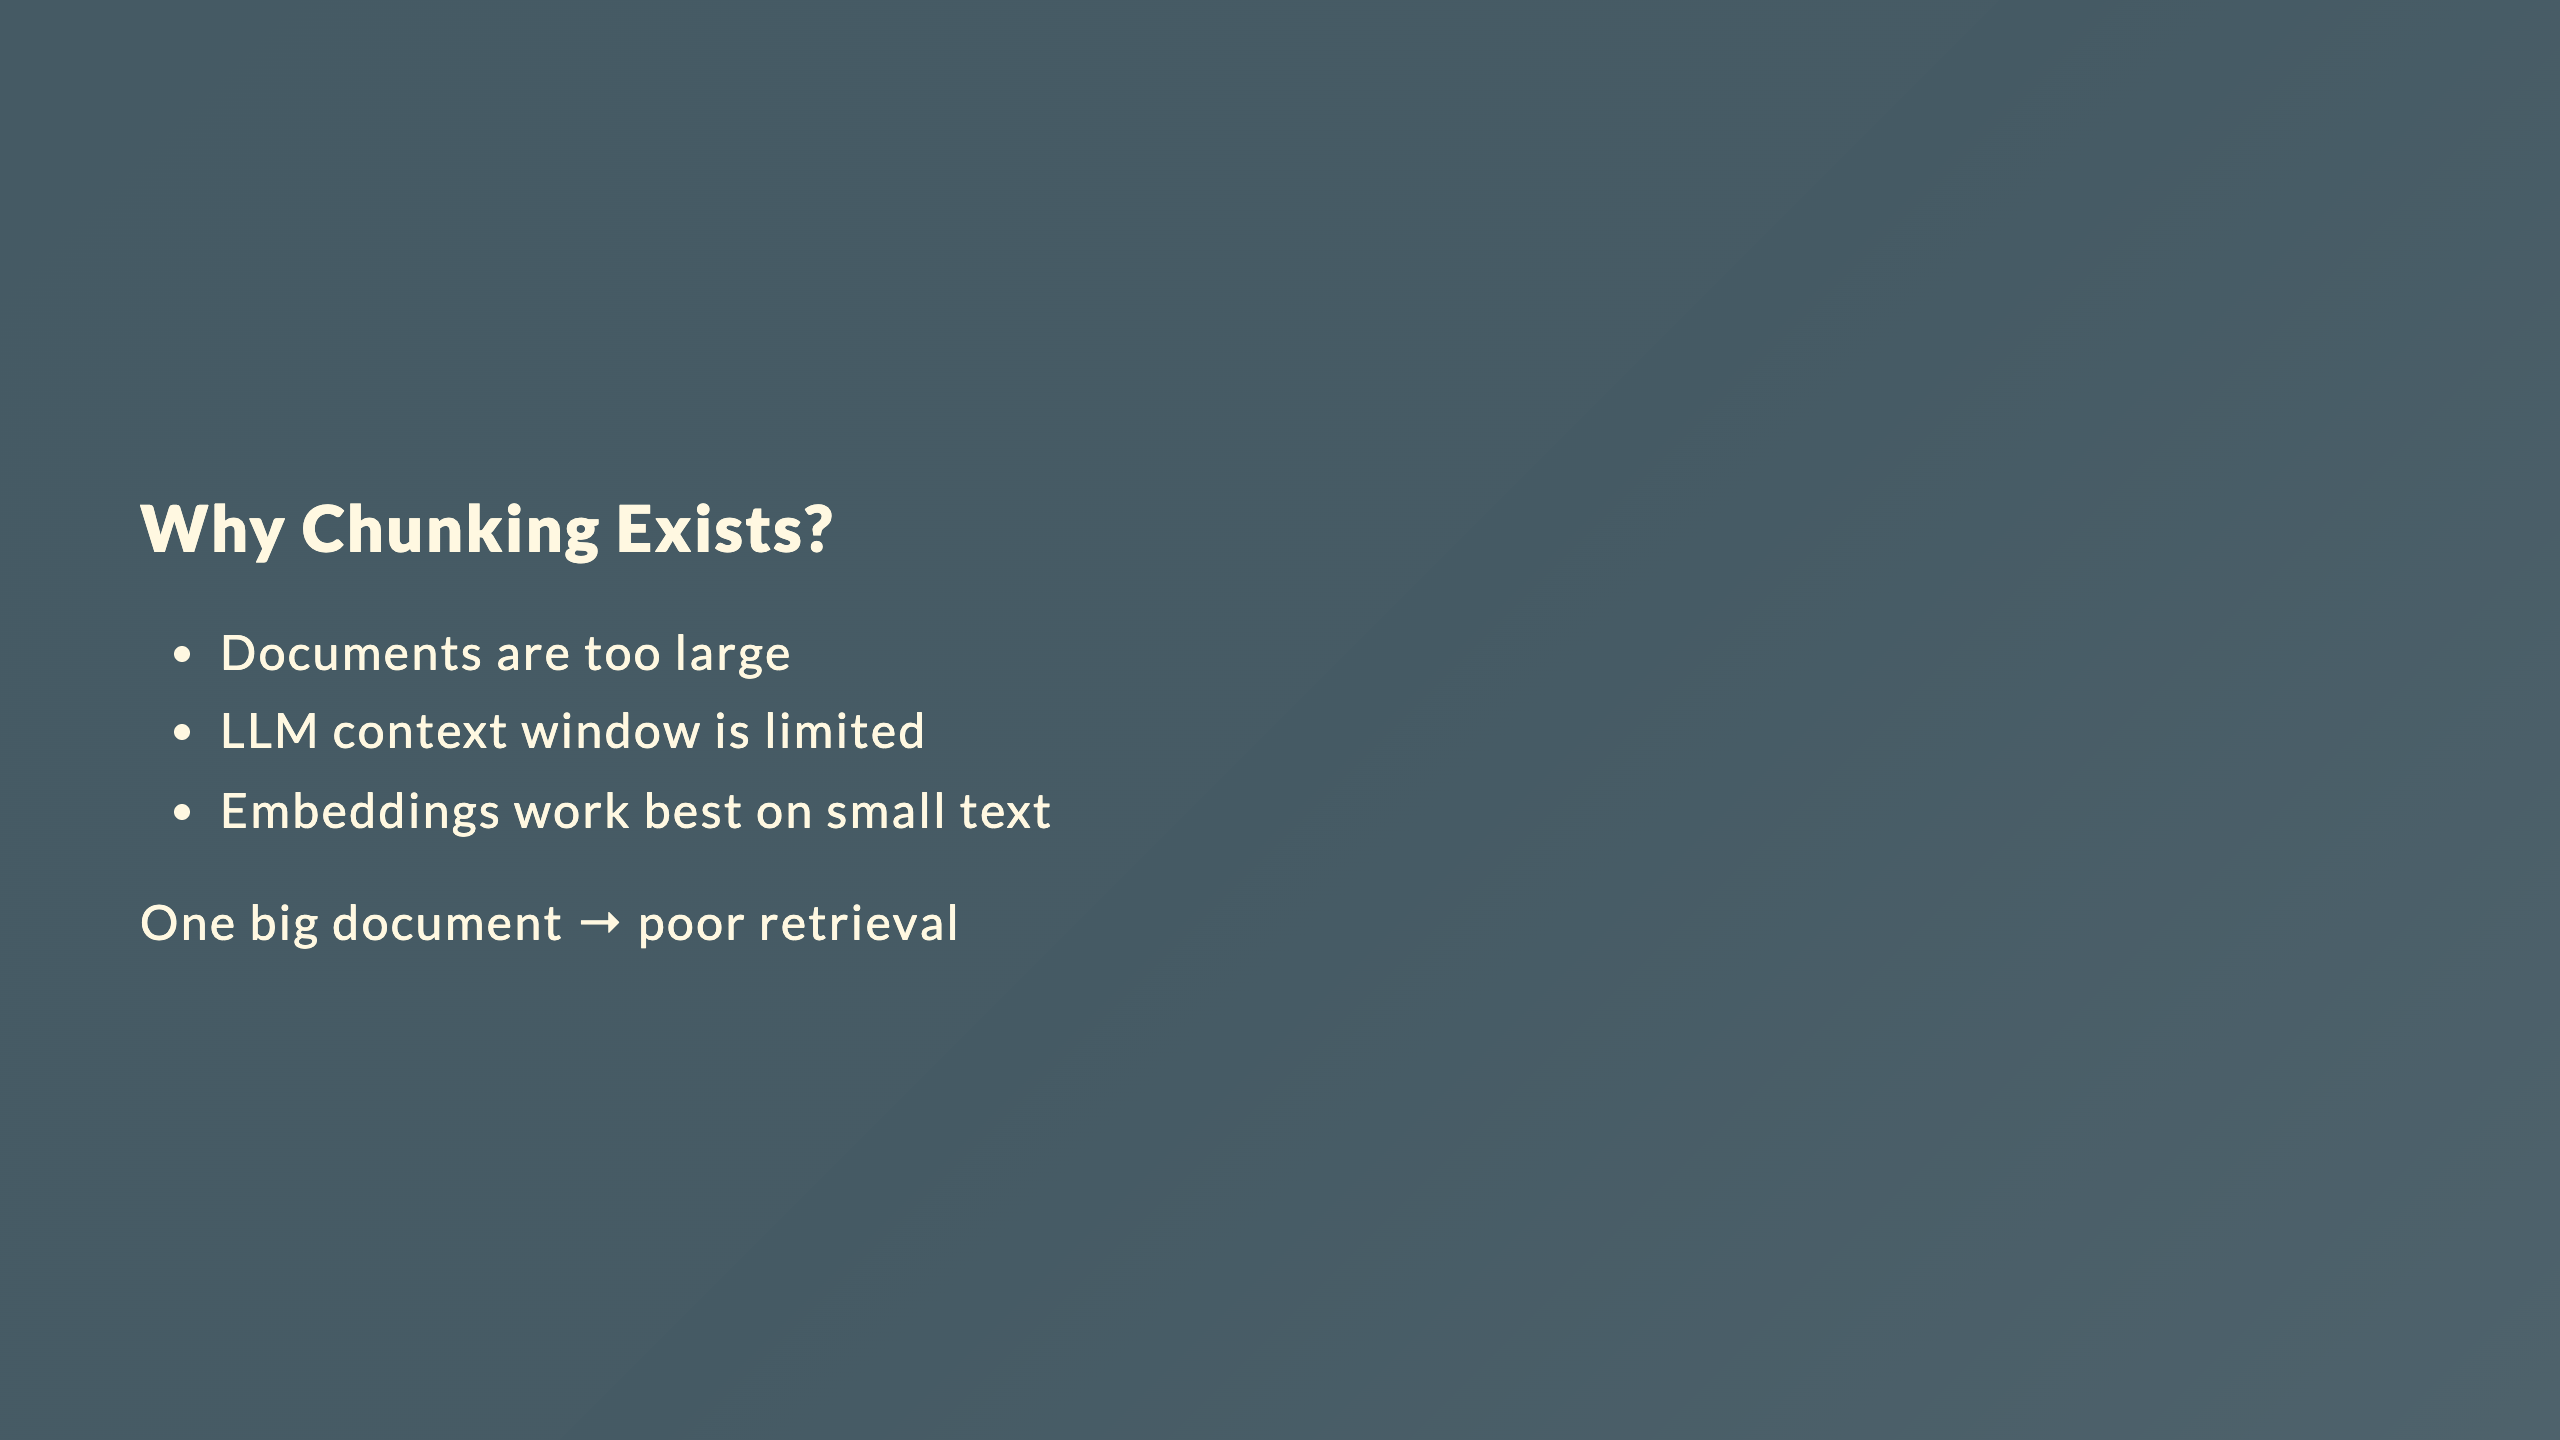 Why Chunking Exists?
• Documents are too large
• LLM context window is limited
• Embeddings work best on small text
One big document → poor retrieval